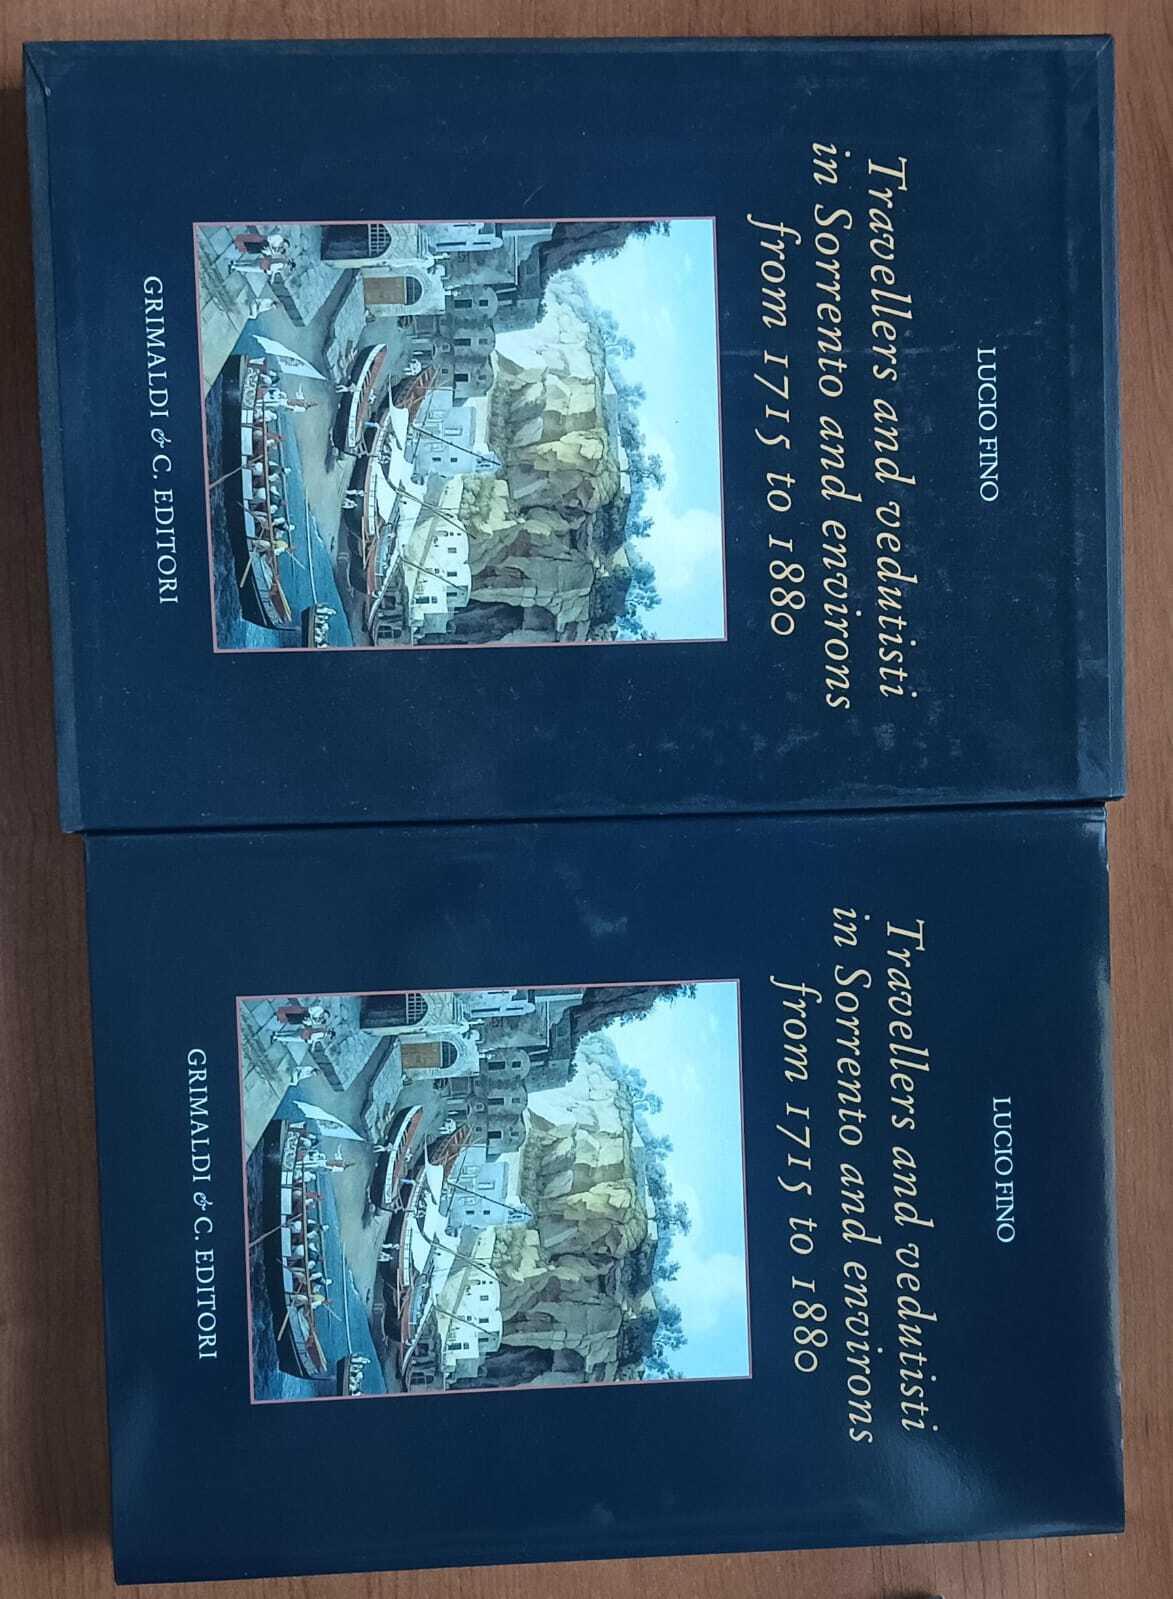 LUCIO FINO
Travellers and vedutisti
in Sorrento and environs
from 1715 to 1880
GRIMALDI & C. EDITORI
LUCIO FINO
Travellers and vedutisti
in Sorrento and environs
from 1715 to 1880
GRIMALDI & C. EDITORI